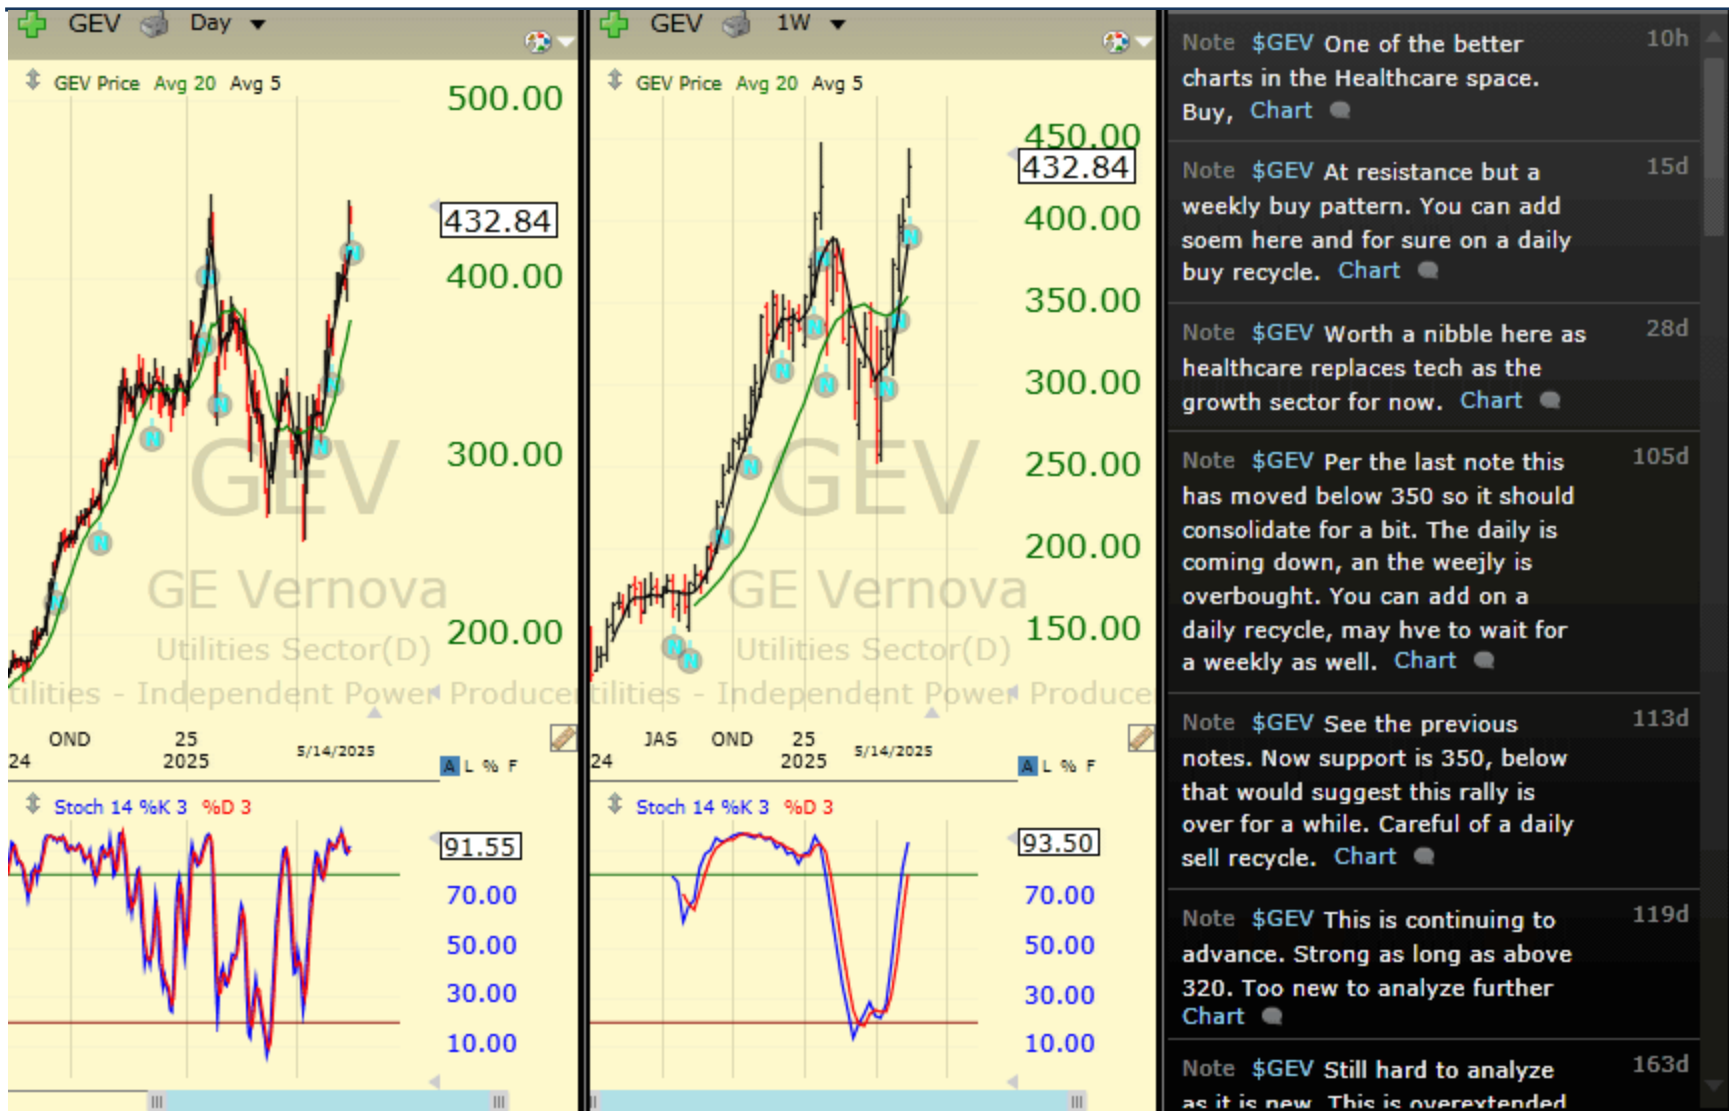 GEV Day
GEV Price Avg 20 Avg 5
500.00
432.84
400.00
300.00
200.00
GEV
GE Vernova
Utilities Sector(D)
tilities - Independent Power Producer
OND 25
24 2025 5/14/2025
A L % F
Stoch 14 %K 3 %D 3
91.55
70.00
50.00
30.00
10.00
N
N
N
N
N
N
N
N
GEV 1W
GEV Price Avg 20 Avg 5
450.00
432.84
400.00
350.00
300.00
250.00
200.00
150.00
GEV
GE Vernova
Utilities Sector(D)
tilities - Independent Power Producer
JAS OND 25
24 2025 5/14/2025
A L % F
Stoch 14 %K 3 %D 3
93.50
70.00
50.00
30.00
10.00
N
N
N
N
N
N
N
N
N
N
N
Note $GEV One of the better 10h
charts in the Healthcare space.
Buy, Chart
Note $GEV At resistance but a 15d
weekly buy pattern. You can add
soem here and for sure on a daily
buy recycle. Chart
Note $GEV Worth a nibble here as 28d
healthcare replaces tech as the
growth sector for now. Chart
Note $GEV Per the last note this 105d
has moved below 350 so it should
consolidate for a bit. The daily is
coming down, an the weejly is
overbought. You can add on a
daily recycle, may hve to wait for
a weekly as well. Chart
Note $GEV See the previous 113d
notes. Now support is 350, below
that would suggest this rally is
over for a while. Careful of a daily
sell recycle. Chart
Note $GEV This is continuing to 119d
advance. Strong as long as above
320. Too new to analyze further
Chart
Note $GEV Still hard to analyze 163d
as it is new. This is overextended